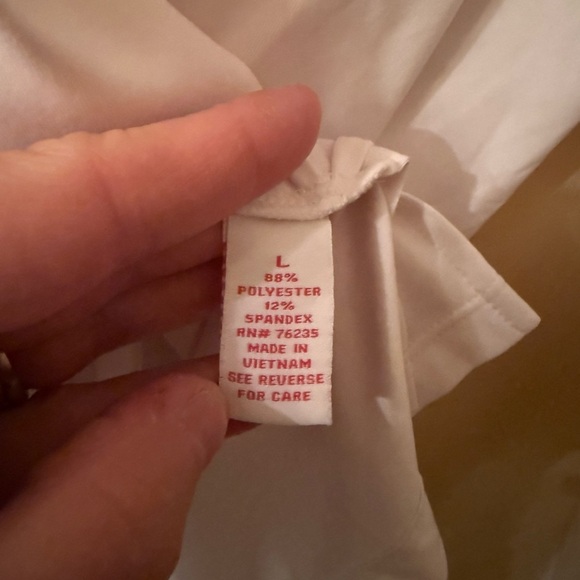 L
88%
POLYESTER
12%
SPANDEX
RN# 76235
MADE IN
VIETNAM
SEE REVERSE
FOR CARE